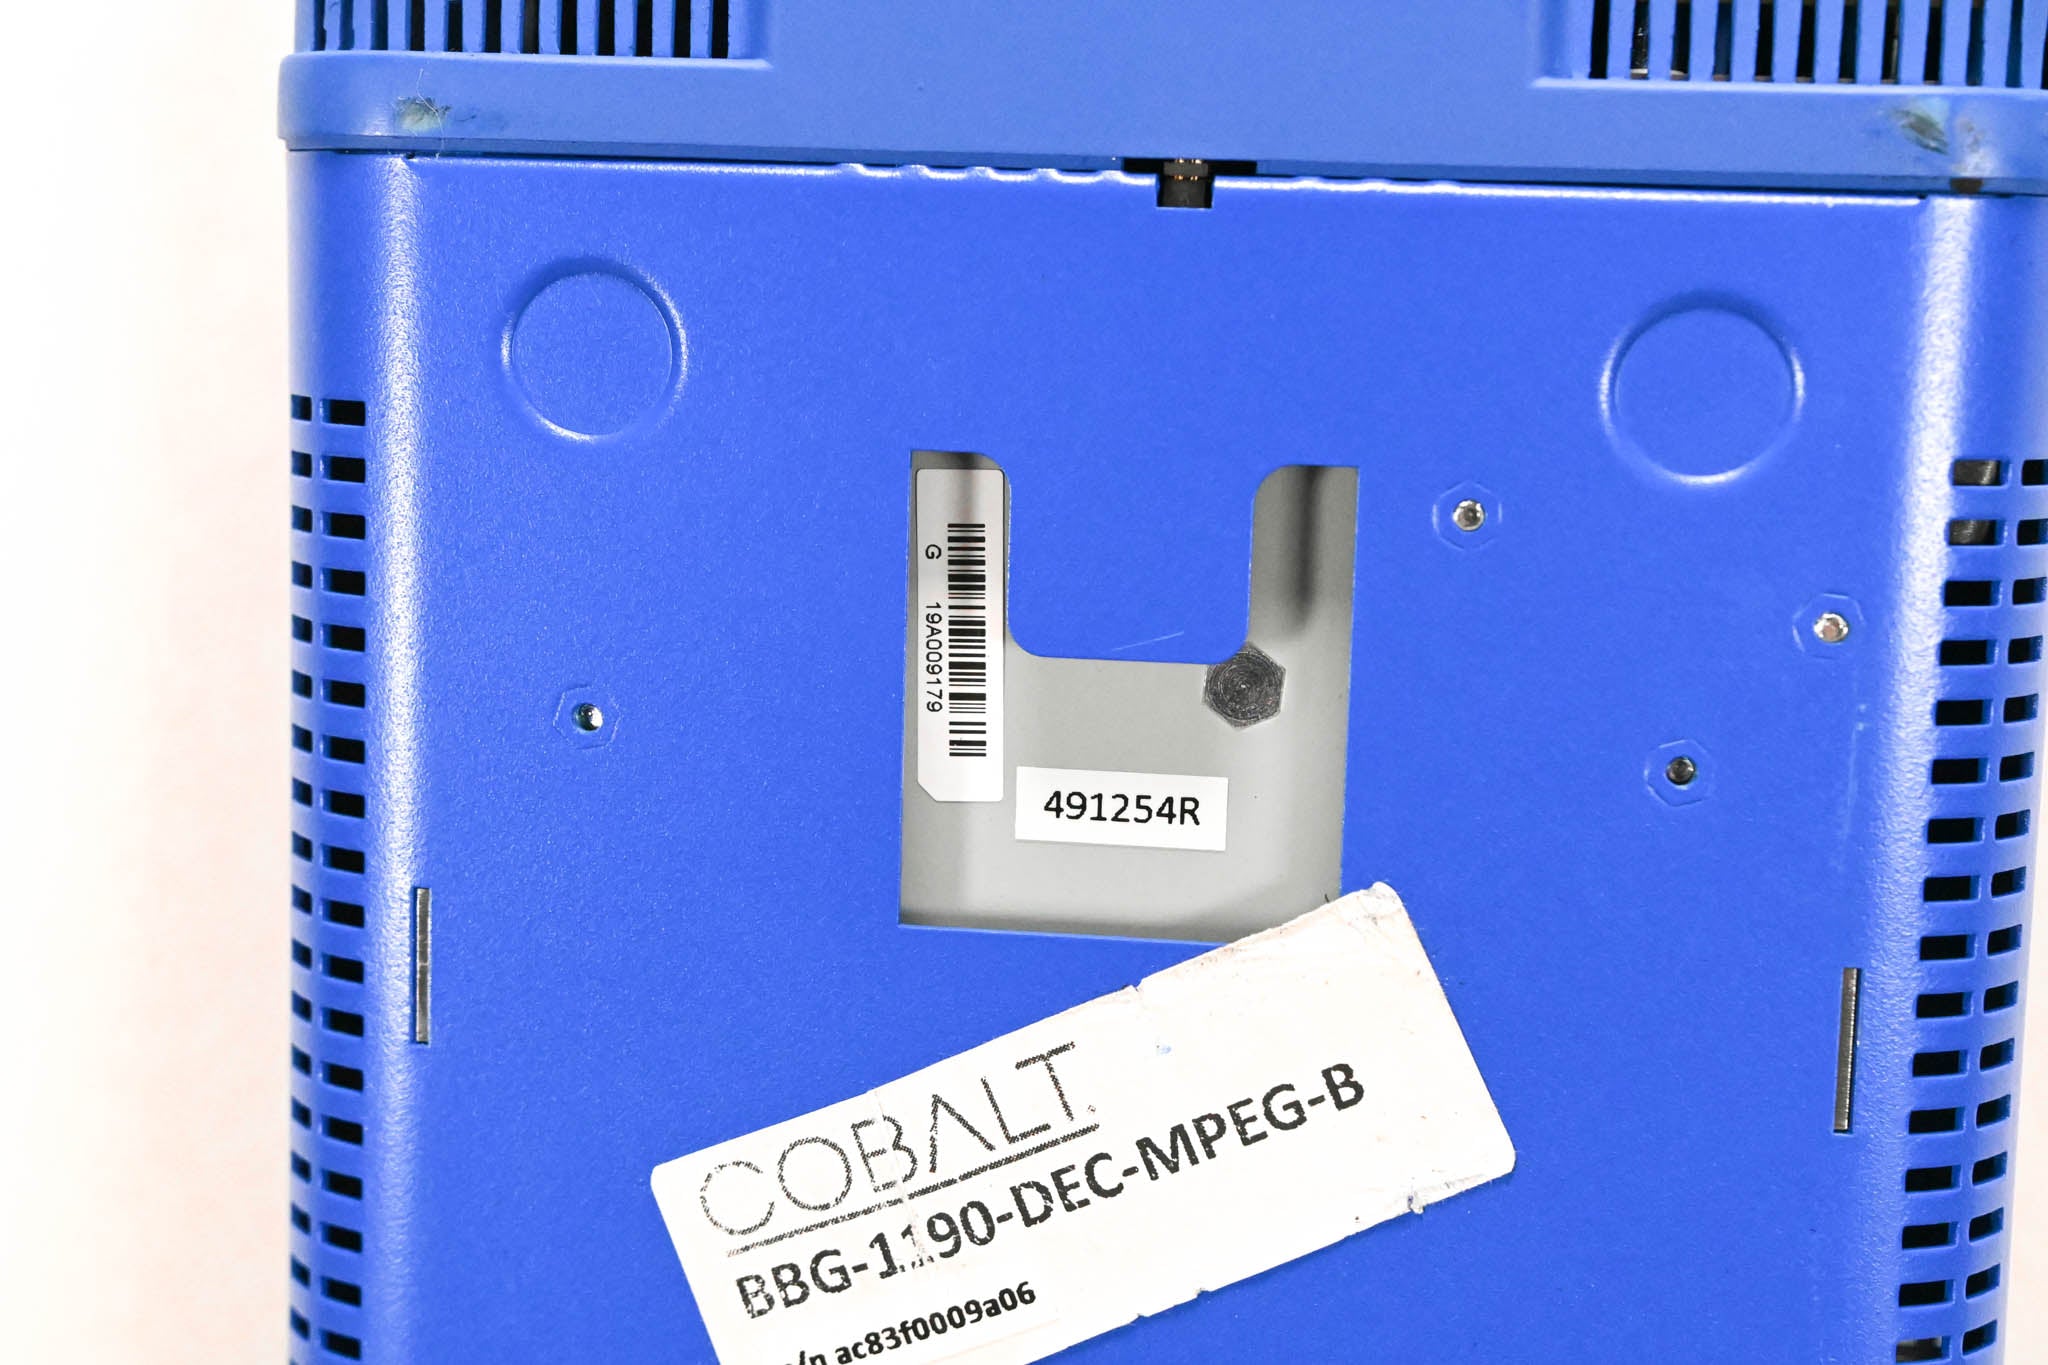 G 19A009179
491254R
COBALT
BBG-1190-DEC-MPEG-B
ac83f0009a06